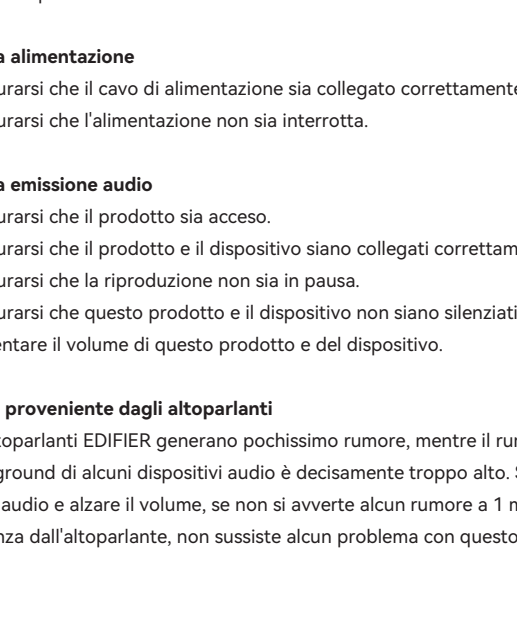 a alimentazione
urarsi che il cavo di alimentazione sia collegato correttamente
urarsi che l'alimentazione non sia interrotta.
a emissione audio
urarsi che il prodotto sia acceso.
urarsi che il prodotto e il dispositivo siano collegati correttam
urarsi che la riproduzione non sia in pausa.
urarsi che questo prodotto e il dispositivo non siano silenziati
entare il volume di questo prodotto e del dispositivo.
proveniente dagli altoparlanti
toparlanti EDIFIER generano pochissimo rumore, mentre il rum
ground di alcuni dispositivi audio è decisamente troppo alto. S
audio e alzare il volume, se non si avverte alcun rumore a 1 m
nza dall'altoparlante, non sussiste alcun problema con questo